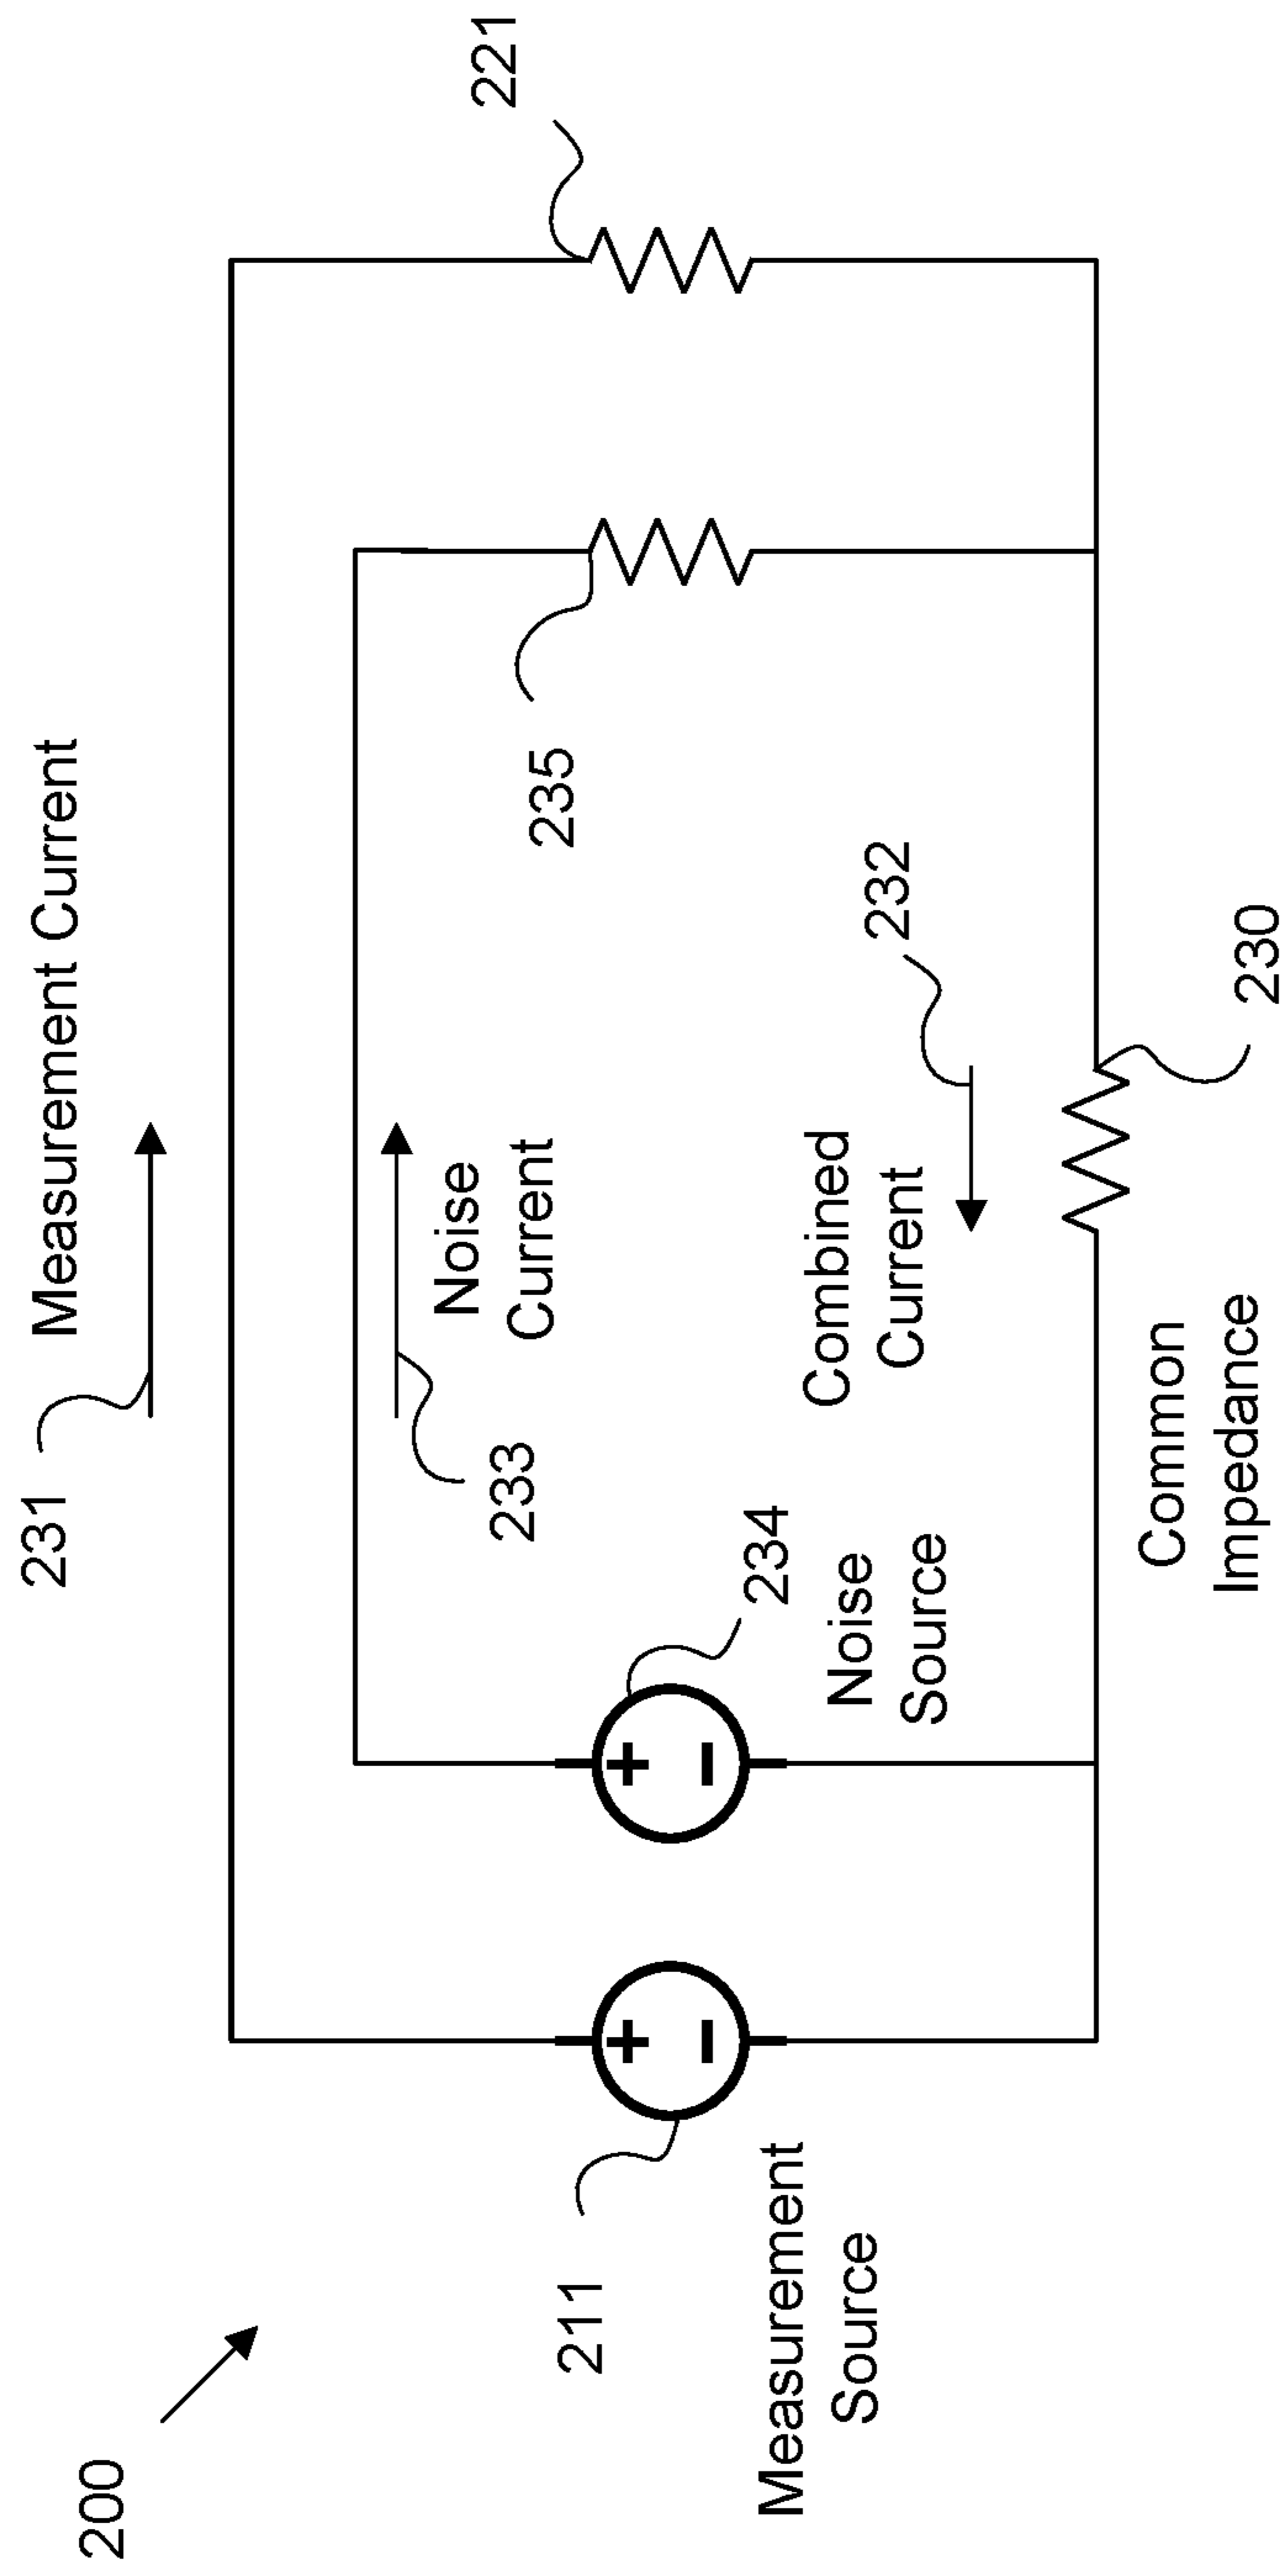 200
231
Measurement Current
233
Noise
Current
221
235
211
Measurement
Source
234
Noise
Source
Combined
Current
232
Common
Impedance
230
+
−
+
−